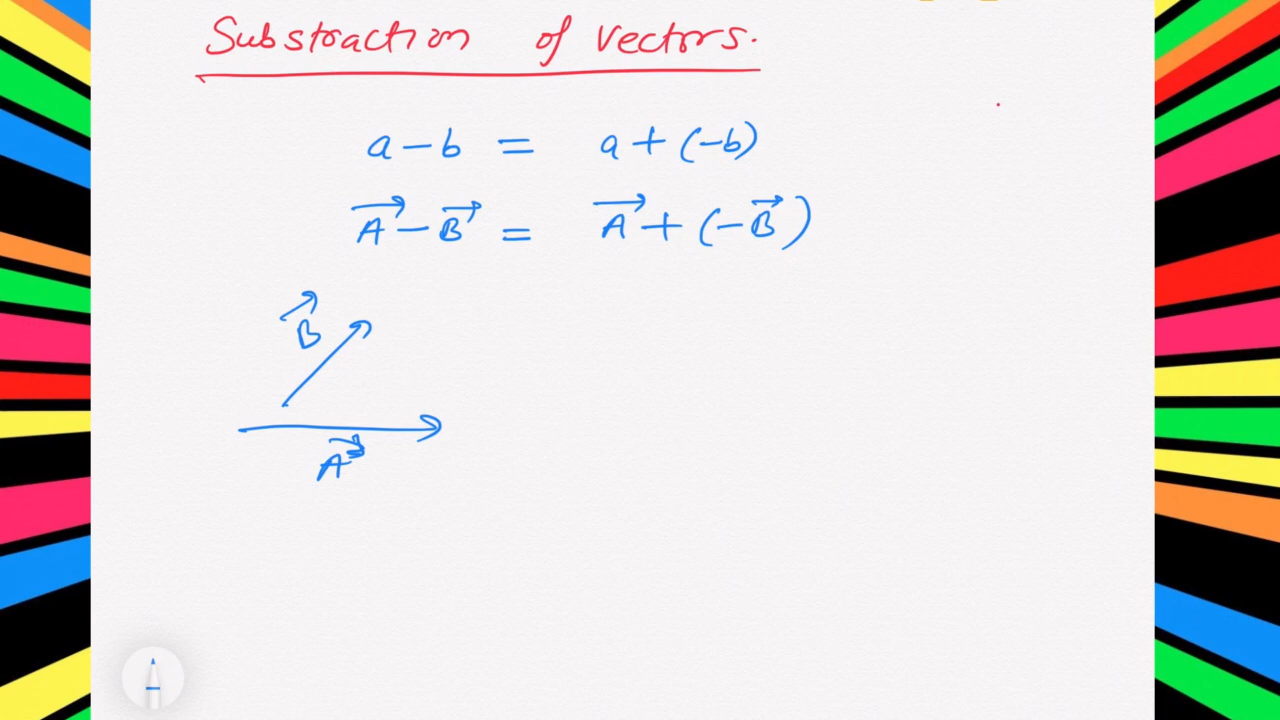 Substraction of vectors.
a - b = a + (-b)
A⃗ - B⃗ = A⃗ + (-B⃗)
B⃗
A⃗